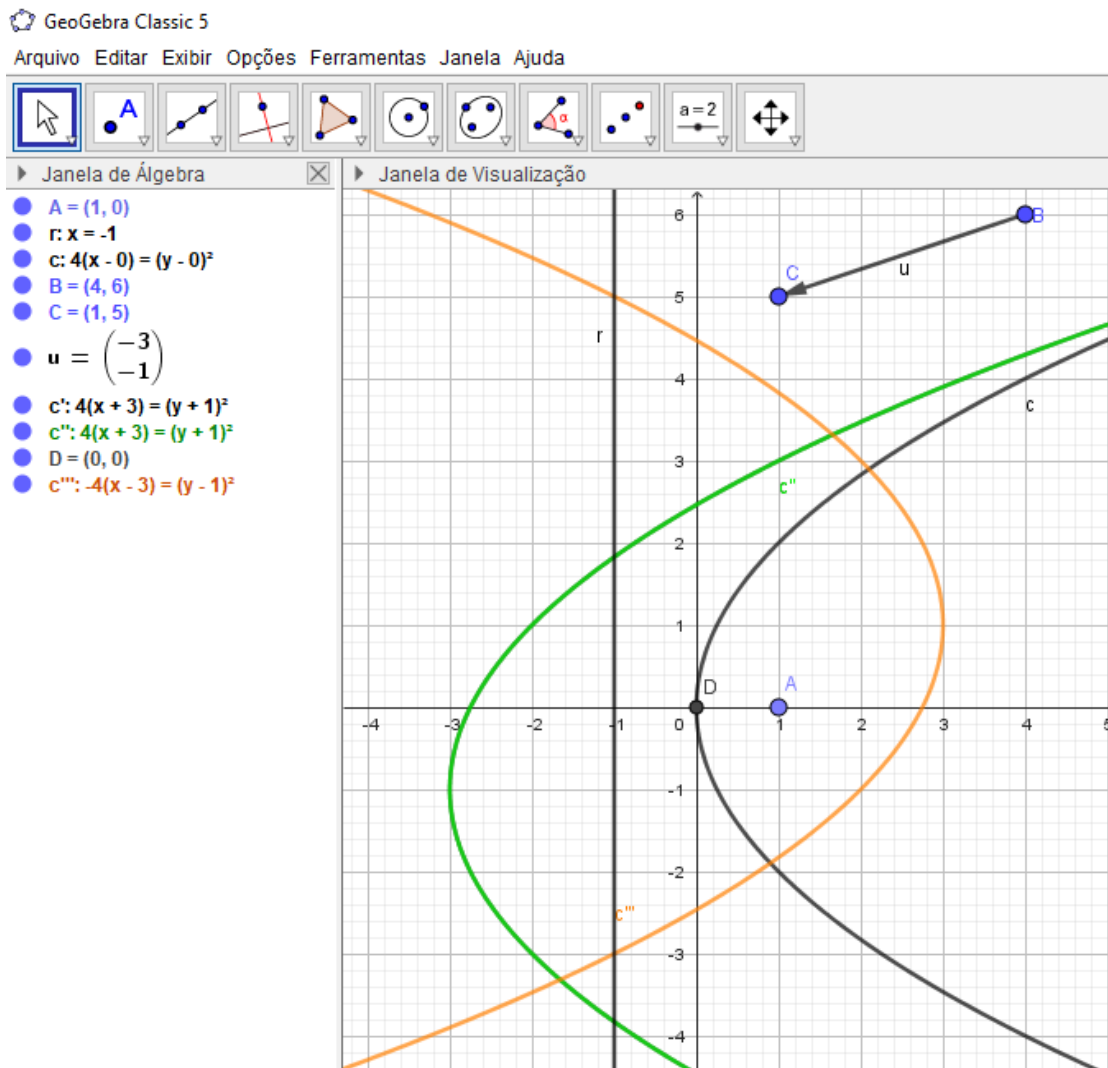 GeoGebra Classic 5
Arquivo Editar Exibir Opções Ferramentas Janela Ajuda
A α a=2
Janela de Álgebra
A = (1, 0)
r: x = -1
c: 4(x - 0) = (y - 0)²
B = (4, 6)
C = (1, 5)
u = (−3
−1)
c': 4(x + 3) = (y + 1)²
c'': 4(x + 3) = (y + 1)²
D = (0, 0)
c''': -4(x - 3) = (y - 1)²
Janela de Visualização
6 B
C u
5
r
4 c
3
c''
2
1
D A
-4 -3 -2 -1 0 1 2 3 4 5
-1
-2
c'''
-3
-4